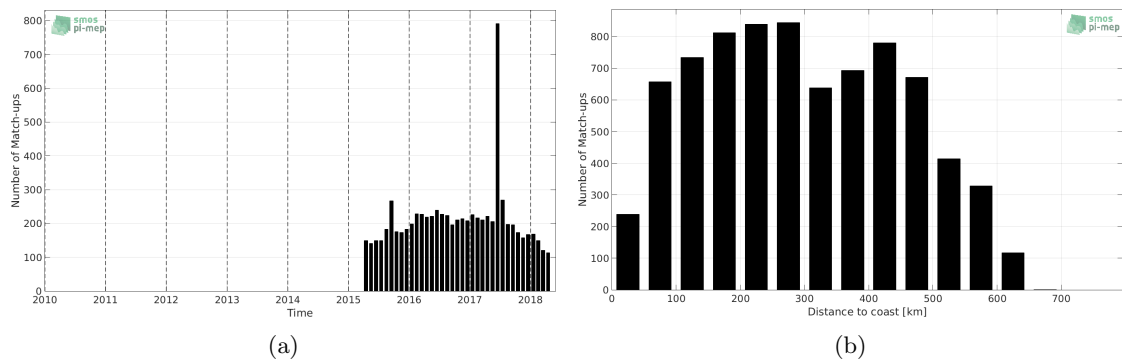 smos
pi-mep
Number of Match-ups
800
700
600
500
400
300
200
100
0
2010 2011 2012 2013 2014 2015 2016 2017 2018
Time
(a)
smos
pi-mep
Number of Match-ups
800
700
600
500
400
300
200
100
0
0 100 200 300 400 500 600 700
Distance to coast [km]
(b)